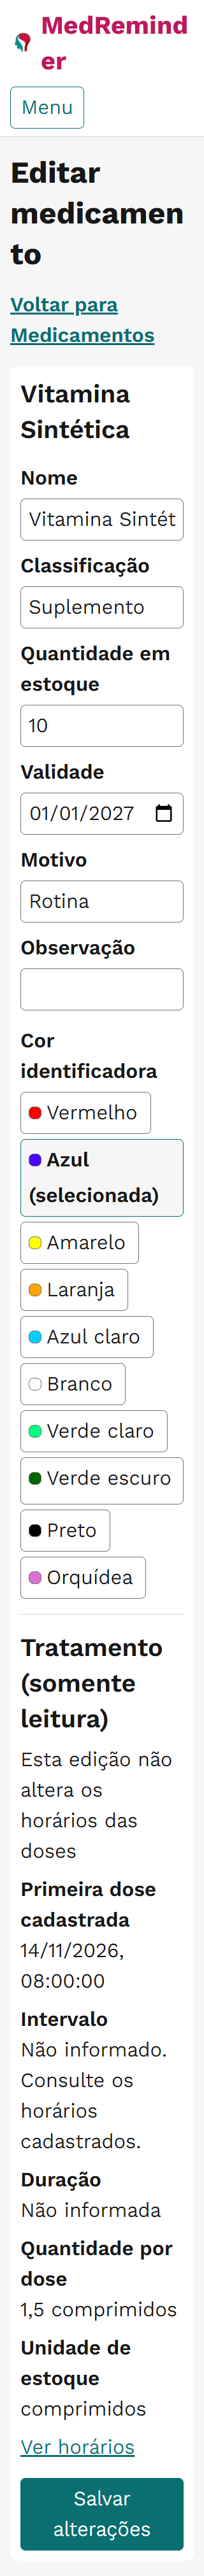 MedRemind
er
Menu
Editar
medicamen
to
Voltar para
Medicamentos
Vitamina
Sintética
Nome
Vitamina Sintét
Classificação
Suplemento
Quantidade em
estoque
10
Validade
01/01/2027
Motivo
Rotina
Observação
Cor
identificadora
Vermelho
Azul
(selecionada)
Amarelo
Laranja
Azul claro
Branco
Verde claro
Verde escuro
Preto
Orquídea
Tratamento
(somente
leitura)
Esta edição não
altera os
horários das
doses
Primeira dose
cadastrada
14/11/2026,
08:00:00
Intervalo
Não informado.
Consulte os
horários
cadastrados.
Duração
Não informada
Quantidade por
dose
1,5 comprimidos
Unidade de
estoque
comprimidos
Ver horários
Salvar
alterações